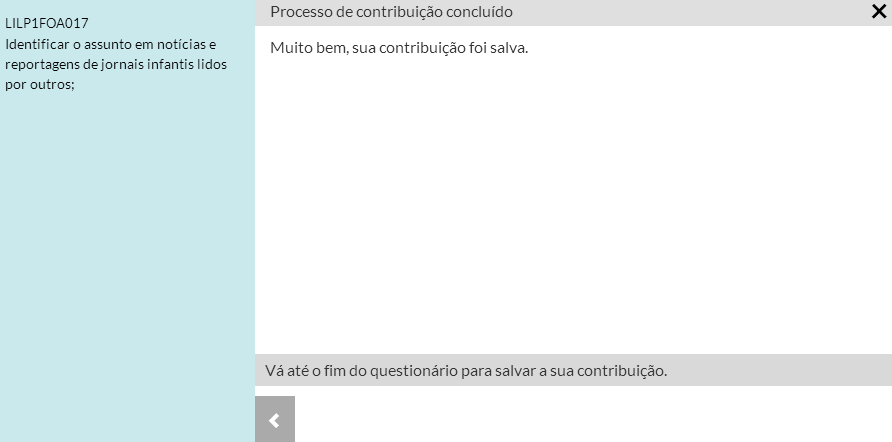 LILP1FOA017
Identificar o assunto em notícias e
reportagens de jornais infantis lidos
por outros;
Processo de contribuição concluído
Muito bem, sua contribuição foi salva.
Vá até o fim do questionário para salvar a sua contribuição.